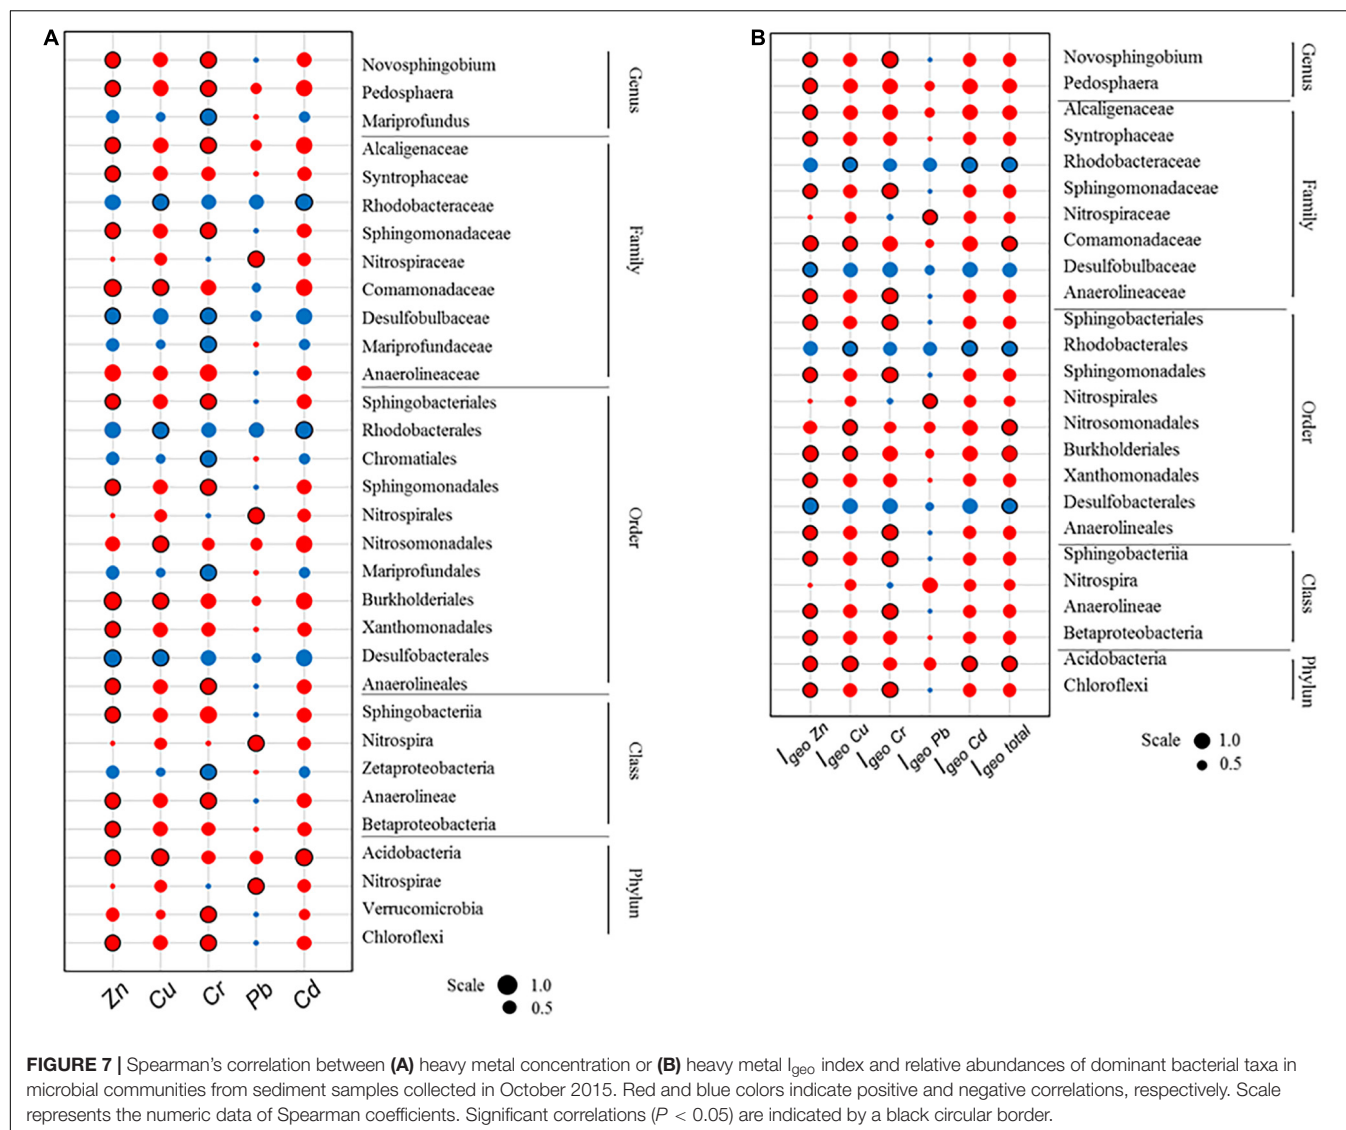 A
Novosphingobium
Pedosphaera
Mariprofundus
Genus
Alcaligenaceae
Syntrophaceae
Rhodobacteraceae
Sphingomonadaceae
Nitrospiraceae
Comamonadaceae
Desulfobulbaceae
Mariprofundaceae
Anaerolineaceae
Family
Sphingobacteriales
Rhodobacterales
Chromatiales
Sphingomonadales
Nitrospirales
Nitrosomonadales
Mariprofundales
Burkholderiales
Xanthomonadales
Desulfobacterales
Anaerolineales
Order
Sphingobacteriia
Nitrospira
Zetaproteobacteria
Anaerolineae
Betaproteobacteria
Class
Acidobacteria
Nitrospirae
Verrucomicrobia
Chloroflexi
Phylun
Zn Cu Cr Pb Cd
Scale 1.0
0.5
B
Novosphingobium
Pedosphaera
Genus
Alcaligenaceae
Syntrophaceae
Rhodobacteraceae
Sphingomonadaceae
Nitrospiraceae
Comamonadaceae
Desulfobulbaceae
Anaerolineaceae
Family
Sphingobacteriales
Rhodobacterales
Sphingomonadales
Nitrospirales
Nitrosomonadales
Burkholderiales
Xanthomonadales
Desulfobacterales
Anaerolineales
Order
Sphingobacteriia
Nitrospira
Anaerolineae
Betaproteobacteria
Class
Acidobacteria
Chloroflexi
Phylun
Igeo Zn Igeo Cu Igeo Cr Igeo Pb Igeo Cd Igeo total
Scale 1.0
0.5
FIGURE 7 | Spearman's correlation between (A) heavy metal concentration or (B) heavy metal Igeo index and relative abundances of dominant bacterial taxa in
microbial communities from sediment samples collected in October 2015. Red and blue colors indicate positive and negative correlations, respectively. Scale
represents the numeric data of Spearman coefficients. Significant correlations (P < 0.05) are indicated by a black circular border.